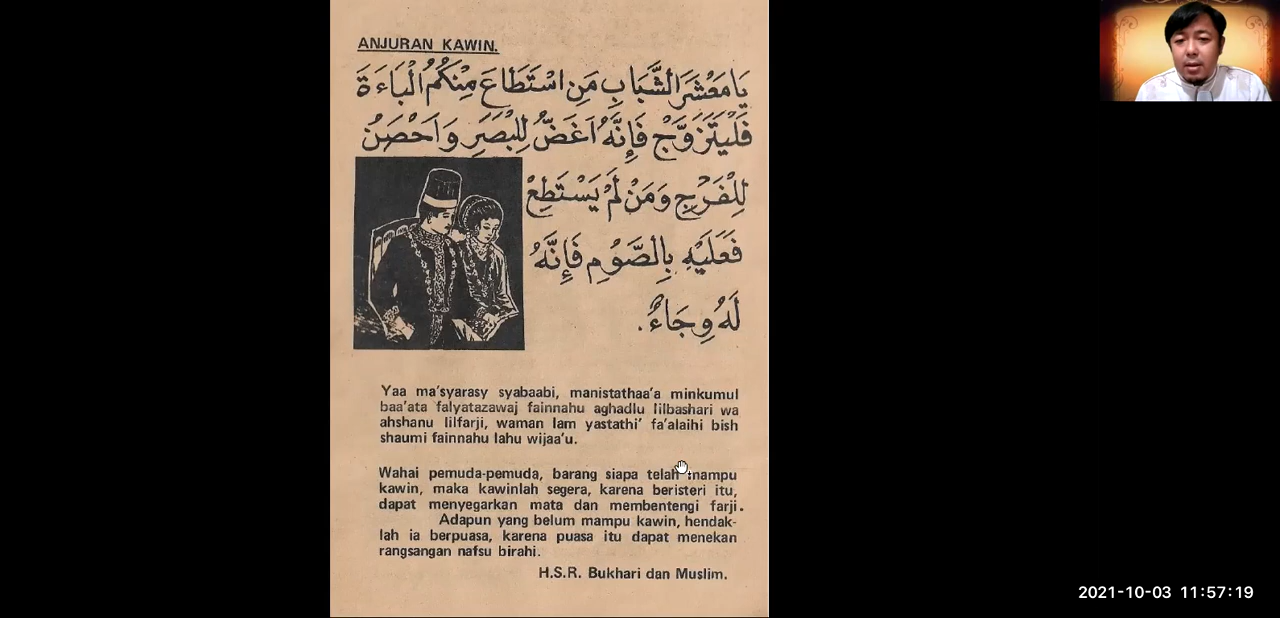 ANJURAN KAWIN.
يَا مَعْشَرَ الشَّبَابِ مَنِ اسْتَطَاعَ مِنْكُمُ الْبَاءَةَ
فَلْيَتَزَوَّجْ فَإِنَّهُ اَغَضُّ لِلْبَصَرِ وَاَحْصَنُ
لِلْفَرْجِ وَمَنْ لَمْ يَسْتَطِعْ
فَعَلَيْهِ بِالصَّوْمِ فَإِنَّهُ
لَهُ وِجَاءٌ.
Yaa ma'syarasy syabaabi, manistathaa'a minkumul
baa'ata falyatazawaj fainnahu aghadlu lilbashari wa
ahshanu lilfarji, waman lam yastathi' fa'alaihi bish
shaumi fainnahu lahu wijaa'u.
Wahai pemuda-pemuda, barang siapa telah mampu
kawin, maka kawinlah segera, karena beristeri itu,
dapat menyegarkan mata dan membentengi farji.
Adapun yang belum mampu kawin, hendak-
lah ia berpuasa, karena puasa itu dapat menekan
rangsangan nafsu birahi.
H.S.R. Bukhari dan Muslim.
2021-10-03 11:57:19